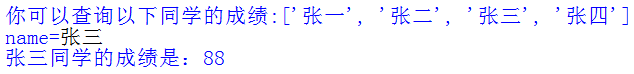 你可以查询以下同学的成绩:['张一', '张二', '张三', '张四']
name=张三
张三同学的成绩是：88